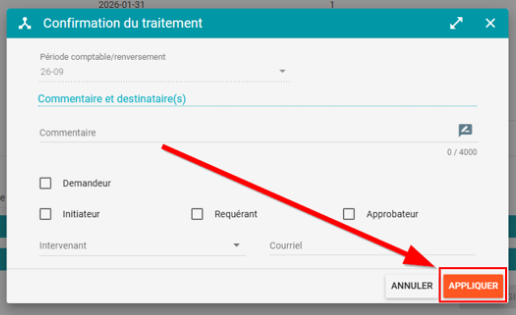 2026-01-31 1
Confirmation du traitement
Période comptable/renversement
26-09
Commentaire et destinataire(s)
Commentaire
0 / 4000
Demandeur
Initiateur Requérant Approbateur
Intervenant Courriel
ANNULER APPLIQUER